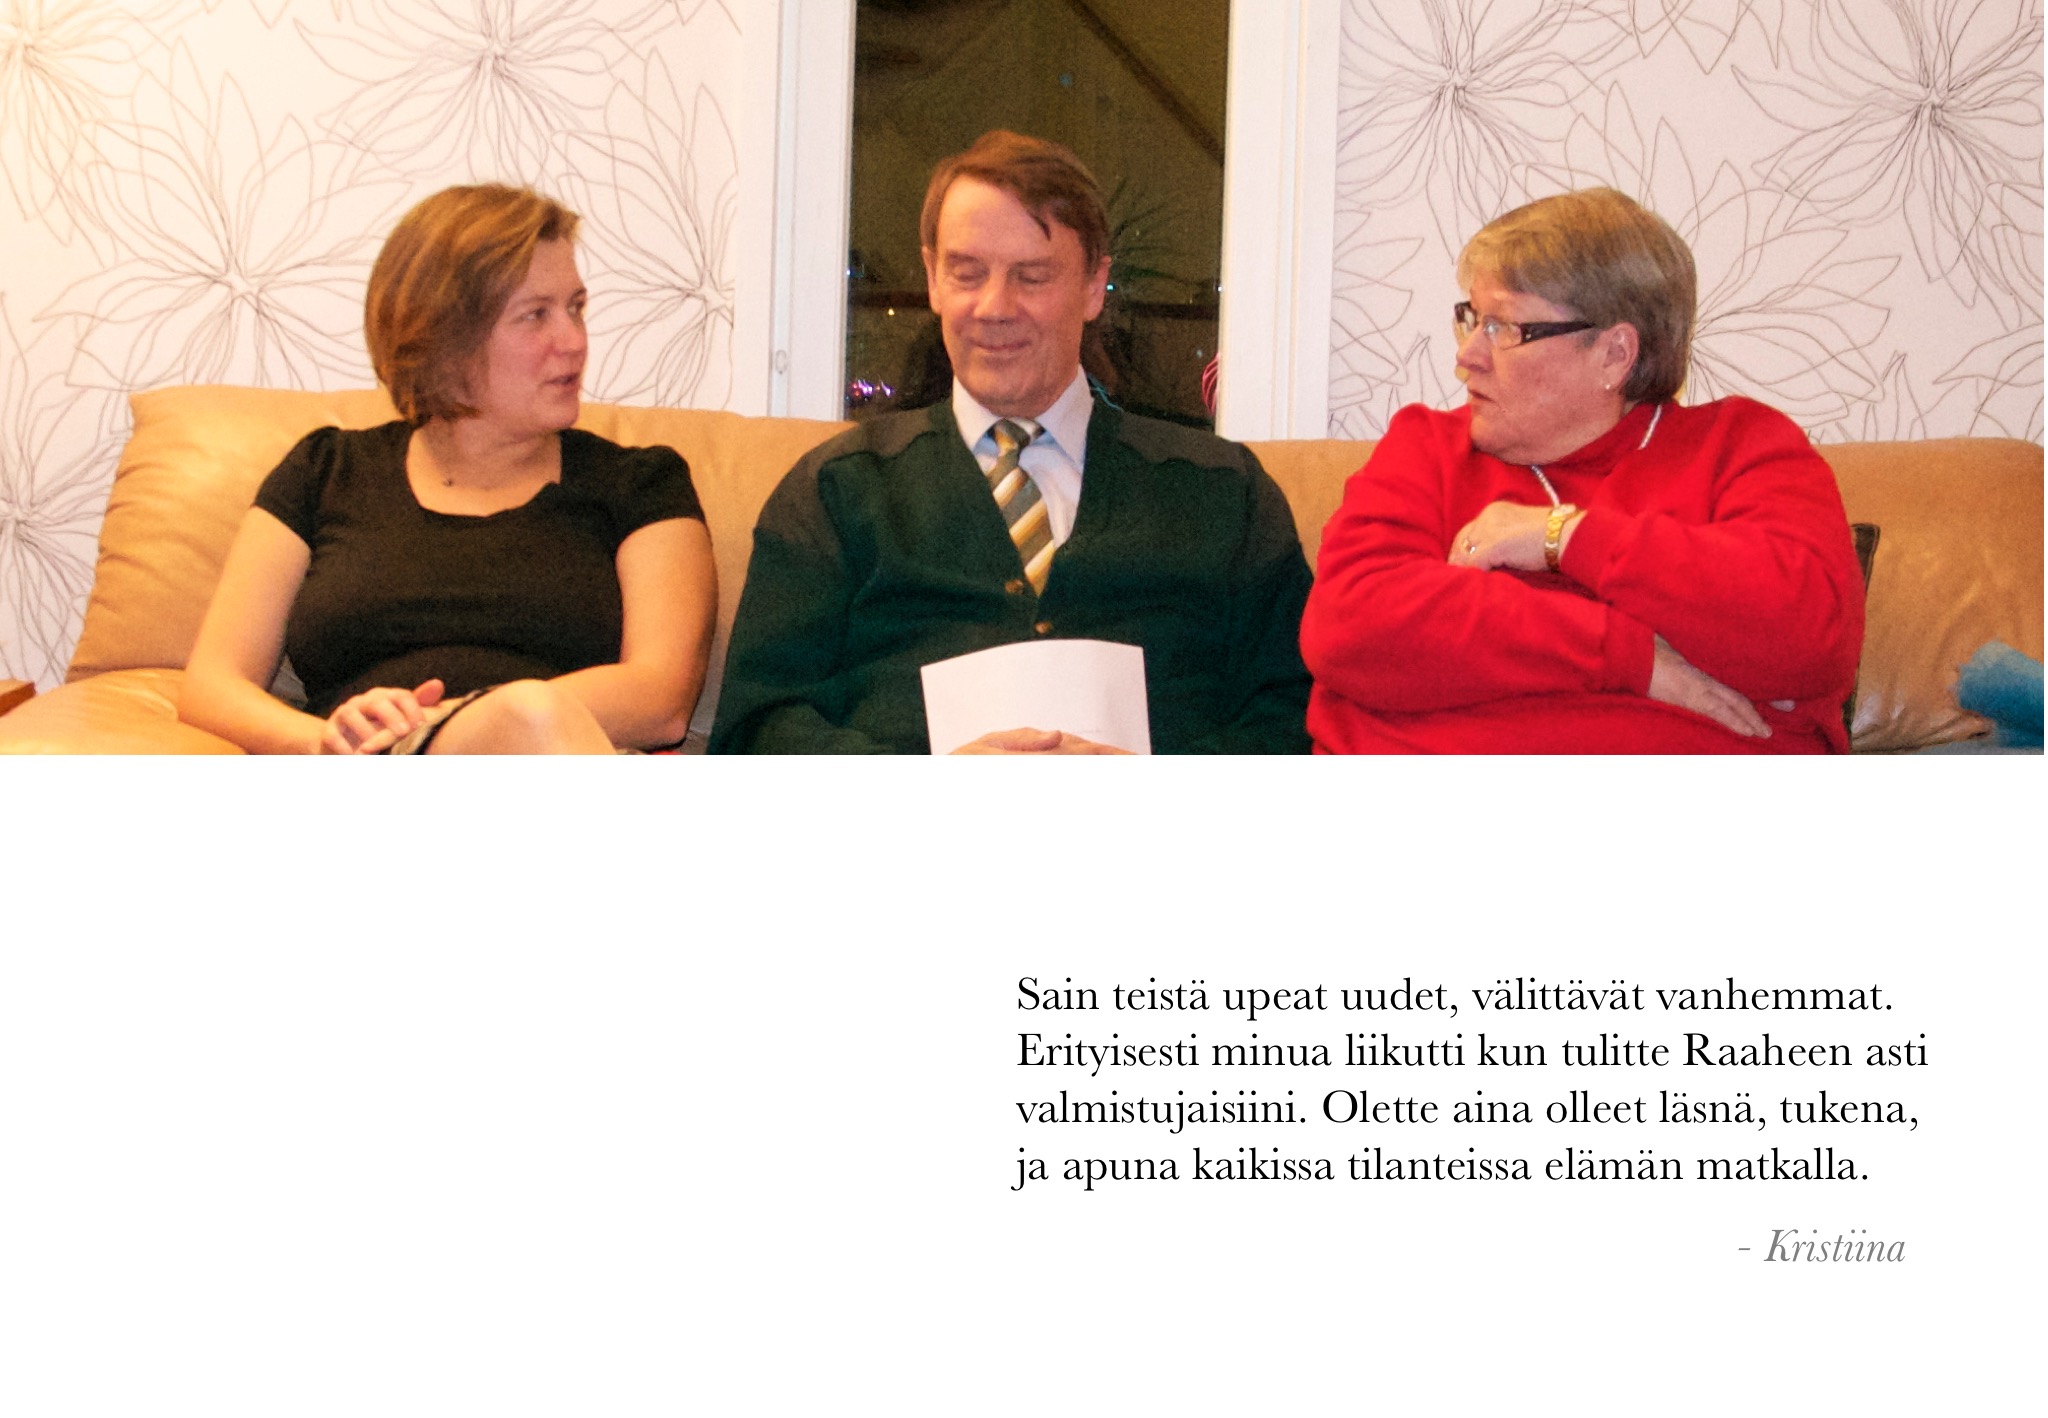 Sain teistä upeat uudet, välittävät vanhemmat.
Erityisesti minua liikutti kun tulitte Raaheen asti
valmistujaisiini. Olette aina olleet läsnä, tukena,
ja apuna kaikissa tilanteissa elämän matkalla.
- Kristiina